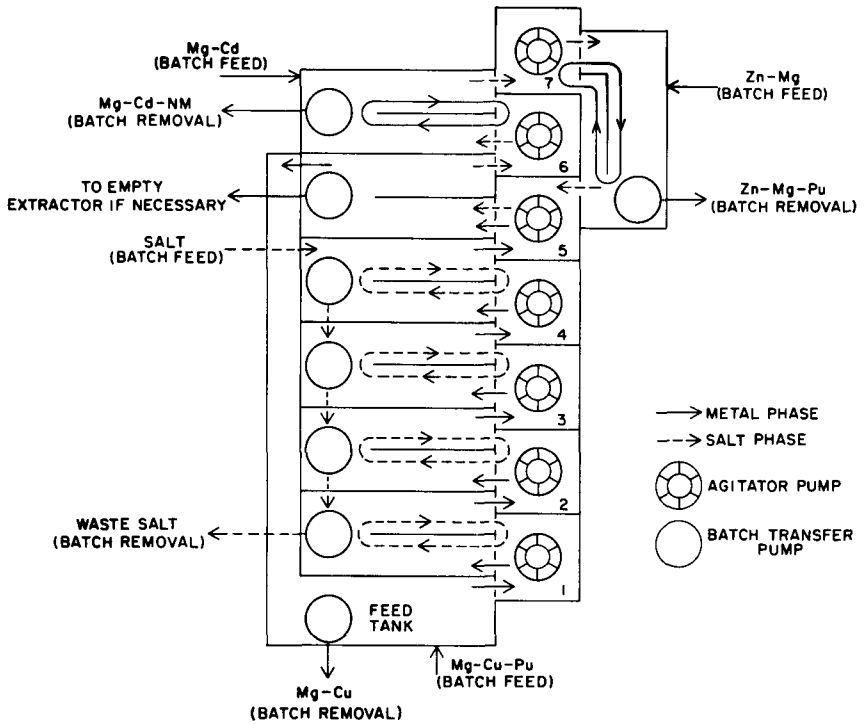 Mg-Cd
(BATCH FEED)
Mg-Cd-NM
(BATCH REMOVAL)
TO EMPTY
EXTRACTOR IF NECESSARY
SALT
(BATCH FEED)
WASTE SALT
(BATCH REMOVAL)
FEED
TANK
Mg-Cu
(BATCH REMOVAL)
Mg-Cu-Pu
(BATCH FEED)
7
6
5
4
3
2
1
Zn-Mg
(BATCH FEED)
Zn-Mg-Pu
(BATCH REMOVAL)
METAL PHASE
SALT PHASE
AGITATOR PUMP
BATCH TRANSFER
PUMP